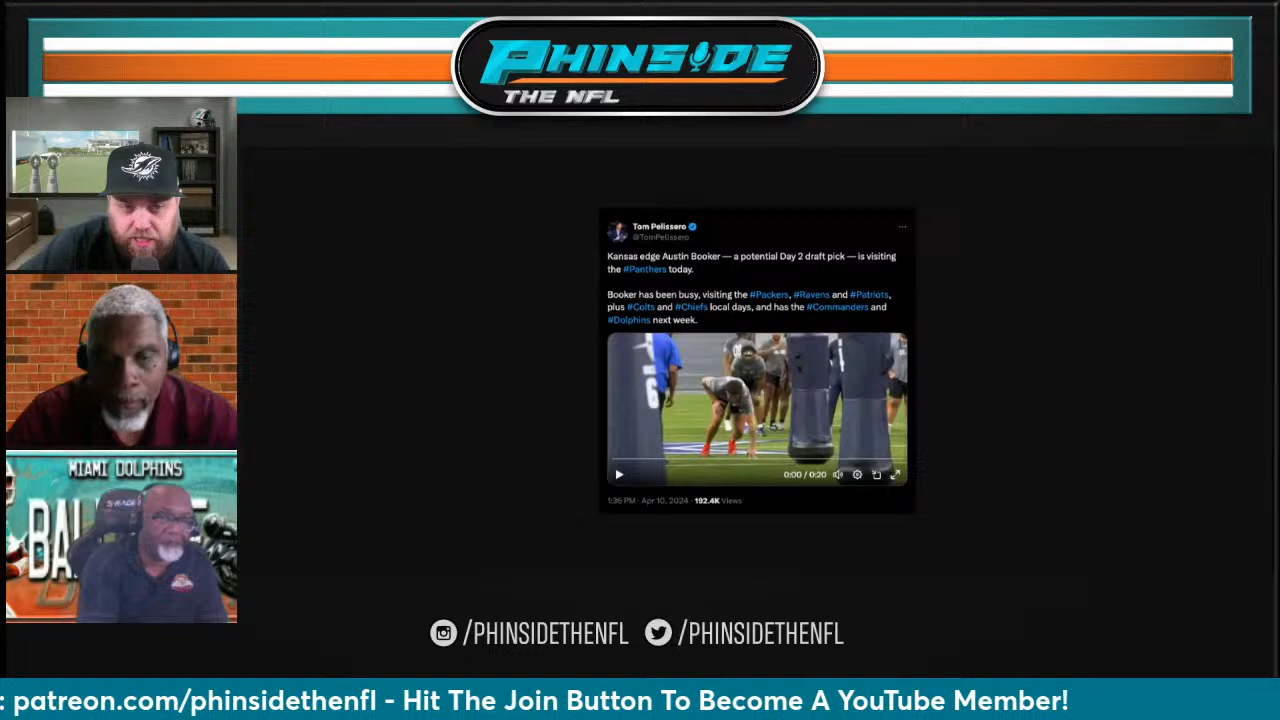 PHINSIDE
THE NFL
Tom Pelissero
@TomPelissero
Kansas edge Austin Booker — a potential Day 2 draft pick — is visiting
the #Panthers today.
Booker has been busy, visiting the #Packers, #Ravens and #Patriots,
plus #Colts and #Chiefs local days, and has the #Commanders and
#Dolphins next week.
0:00 / 0:20
1:36 PM · Apr 10, 2024 · 192.4K Views
MIAMI DOLPHINS
BAL
/PHINSIDETHENFL /PHINSIDETHENFL
: patreon.com/phinsidethenfl - Hit The Join Button To Become A YouTube Member!